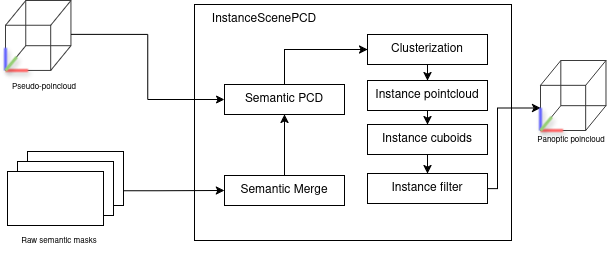 InstanceScenePCD
Pseudo-poincloud
Clusterization
Semantic PCD
Instance pointcloud
Instance cuboids
Panoptic poincloud
Semantic Merge
Instance filter
Raw semantic masks